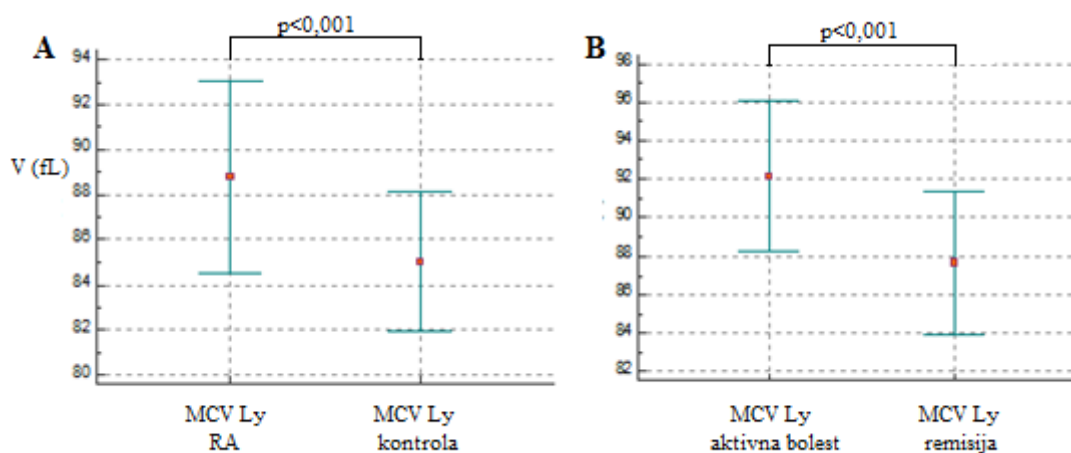 A
p<0,001
94
92
90
88
86
84
82
80
V (fL)
MCV Ly
RA
MCV Ly
kontrola
B
p<0,001
98
96
94
92
90
88
86
84
82
MCV Ly
aktivna bolest
MCV Ly
remisija